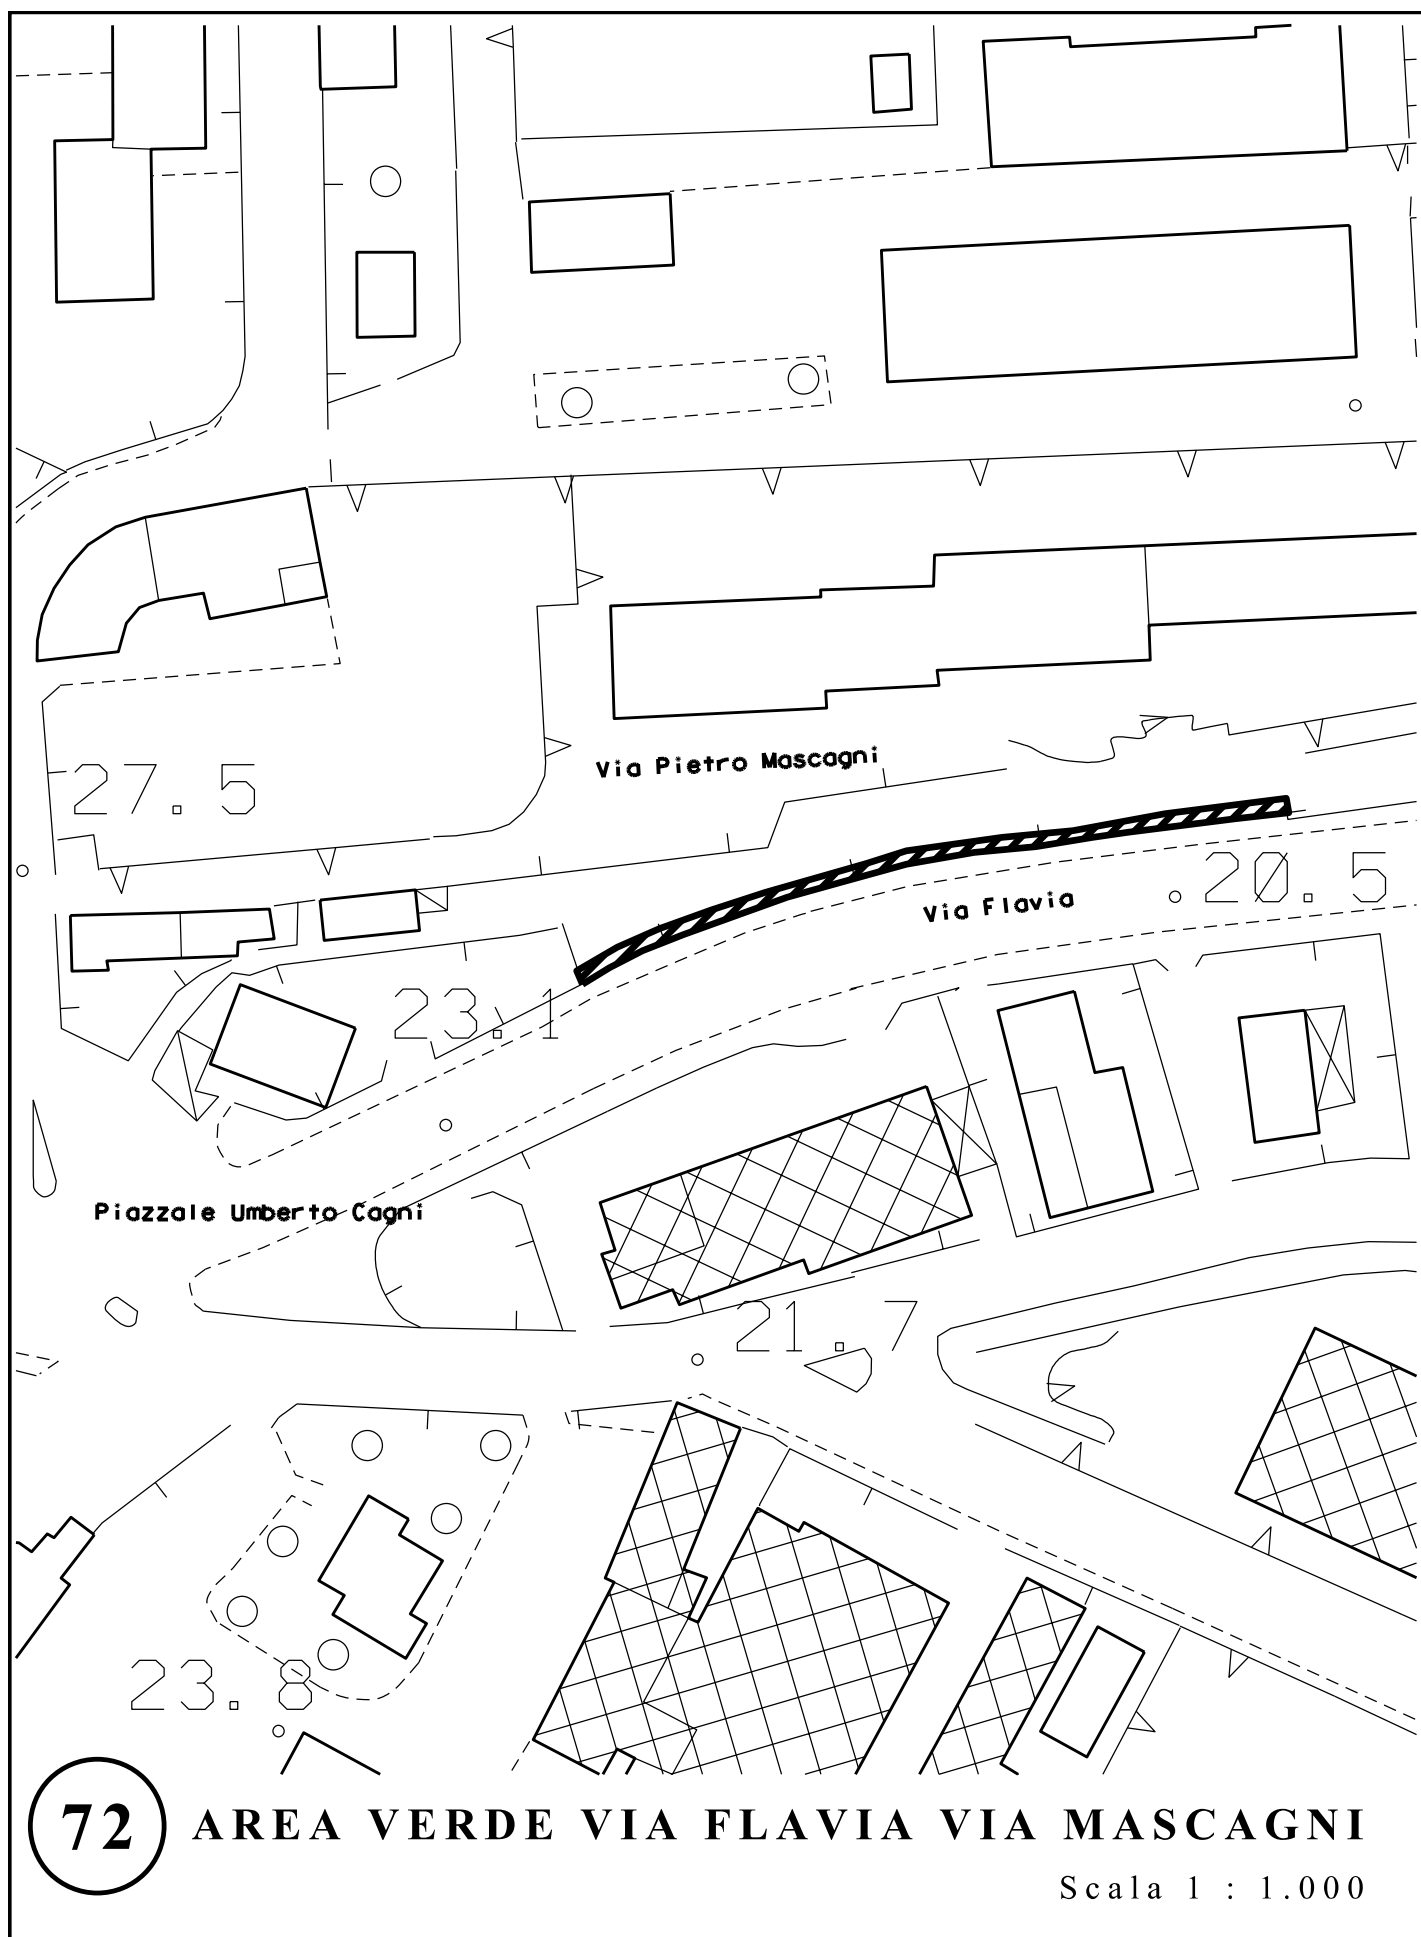 Via Pietro Mascagni
27.5
20.5
Via Flavia
23.1
Piazzale Umberto Cagni
21.7
23.8
72 AREA VERDE VIA FLAVIA VIA MASCAGNI
Scala 1 : 1.000